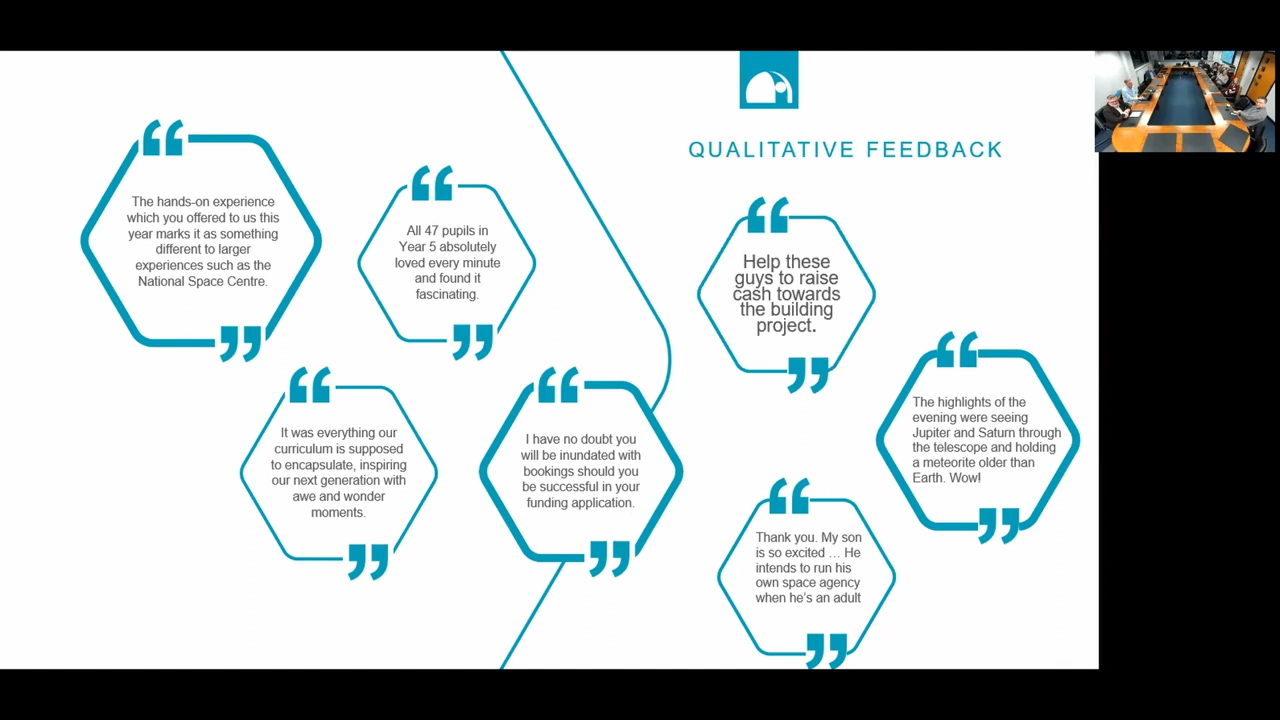 QUALITATIVE FEEDBACK
The hands-on experience
which you offered to us this
year marks it as something
different to larger
experiences such as the
National Space Centre.
All 47 pupils in
Year 5 absolutely
loved every minute
and found it
fascinating.
It was everything our
curriculum is supposed
to encapsulate, inspiring
our next generation with
awe and wonder
moments.
I have no doubt you
will be inundated with
bookings should you
be successful in your
funding application.
Help these
guys to raise
cash towards
the building
project.
The highlights of the
evening were seeing
Jupiter and Saturn through
the telescope and holding
a meteorite older than
Earth. Wow!
Thank you. My son
is so excited … He
intends to run his
own space agency
when he's an adult